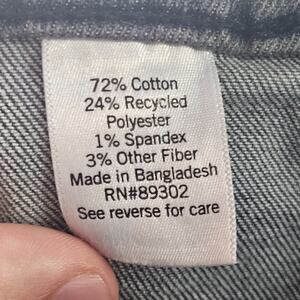 72% Cotton
24% Recycled
Polyester
1% Spandex
3% Other Fiber
Made in Bangladesh
RN#89302
See reverse for care